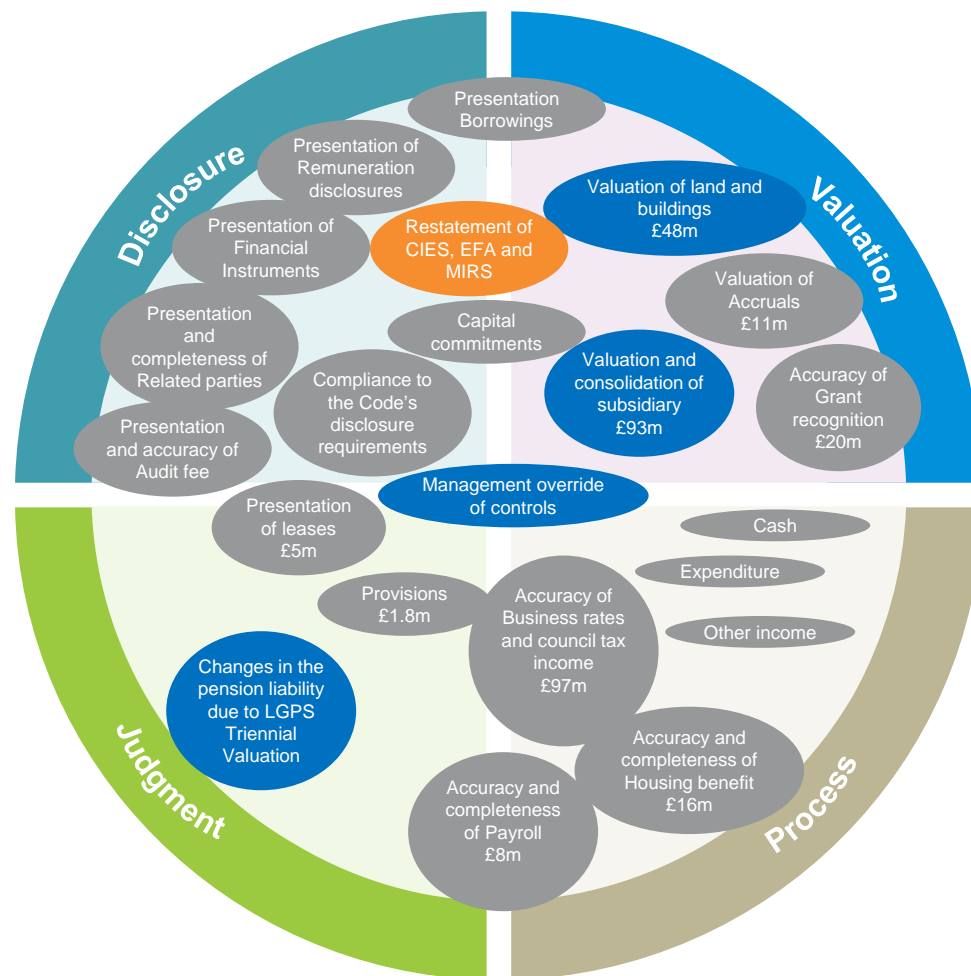 Disclosure
Presentation
Borrowings
Presentation of
Remuneration
disclosures
Presentation of
Financial
Instruments
Restatement of
CIES, EFA and
MIRS
Presentation
and
completeness of
Related parties
Capital
commitments
Compliance to
the Code's
disclosure
requirements
Presentation
and accuracy of
Audit fee
Valuation
Valuation of land and
buildings
£48m
Valuation of
Accruals
£11m
Valuation and
consolidation of
subsidiary
£93m
Accuracy of
Grant
recognition
£20m
Management override
of controls
Presentation
of leases
£5m
Provisions
£1.8m
Changes in the
pension liability
due to LGPS
Triennial
Valuation
Judgment
Cash
Expenditure
Other income
Accuracy of
Business rates
and council tax
income
£97m
Accuracy and
completeness of
Housing benefit
£16m
Accuracy and
completeness
of Payroll
£8m
Process